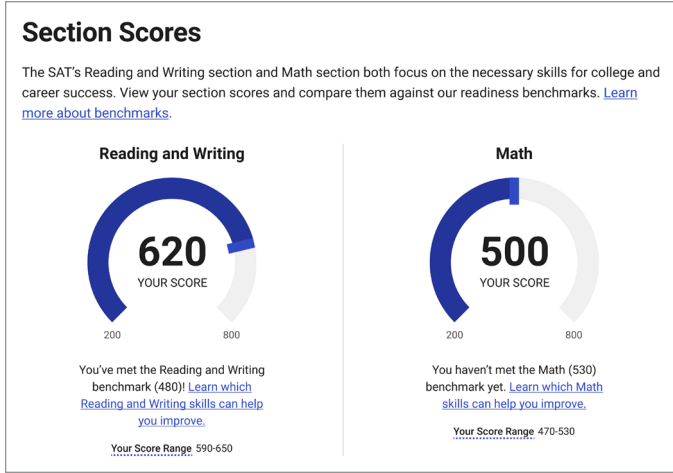 Section Scores
The SAT's Reading and Writing section and Math section both focus on the necessary skills for college and
career success. View your section scores and compare them against our readiness benchmarks. Learn
more about benchmarks.
Reading and Writing
620
YOUR SCORE
200
800
You've met the Reading and Writing
benchmark (480)! Learn which
Reading and Writing skills can help
you improve.
Your Score Range 590-650
Math
500
YOUR SCORE
200
800
You haven't met the Math (530)
benchmark yet. Learn which Math
skills can help you improve.
Your Score Range 470-530